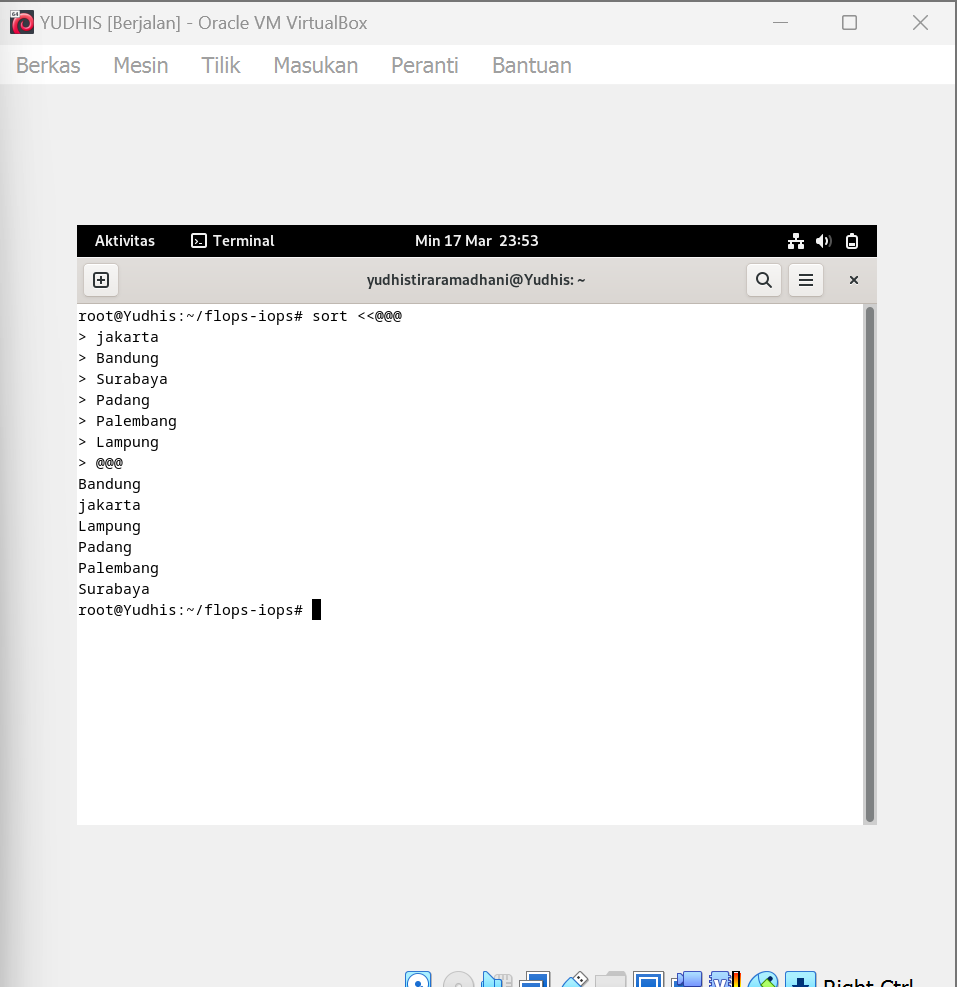 YUDHIS [Berjalan] - Oracle VM VirtualBox
Berkas Mesin Tilik Masukan Peranti Bantuan
Aktivitas Terminal Min 17 Mar 23:53
yudhistiraramadhani@Yudhis: ~
root@Yudhis:~/flops-iops# sort <<@@@
> jakarta
> Bandung
> Surabaya
> Padang
> Palembang
> Lampung
> @@@
Bandung
jakarta
Lampung
Padang
Palembang
Surabaya
root@Yudhis:~/flops-iops#
Right Ctrl